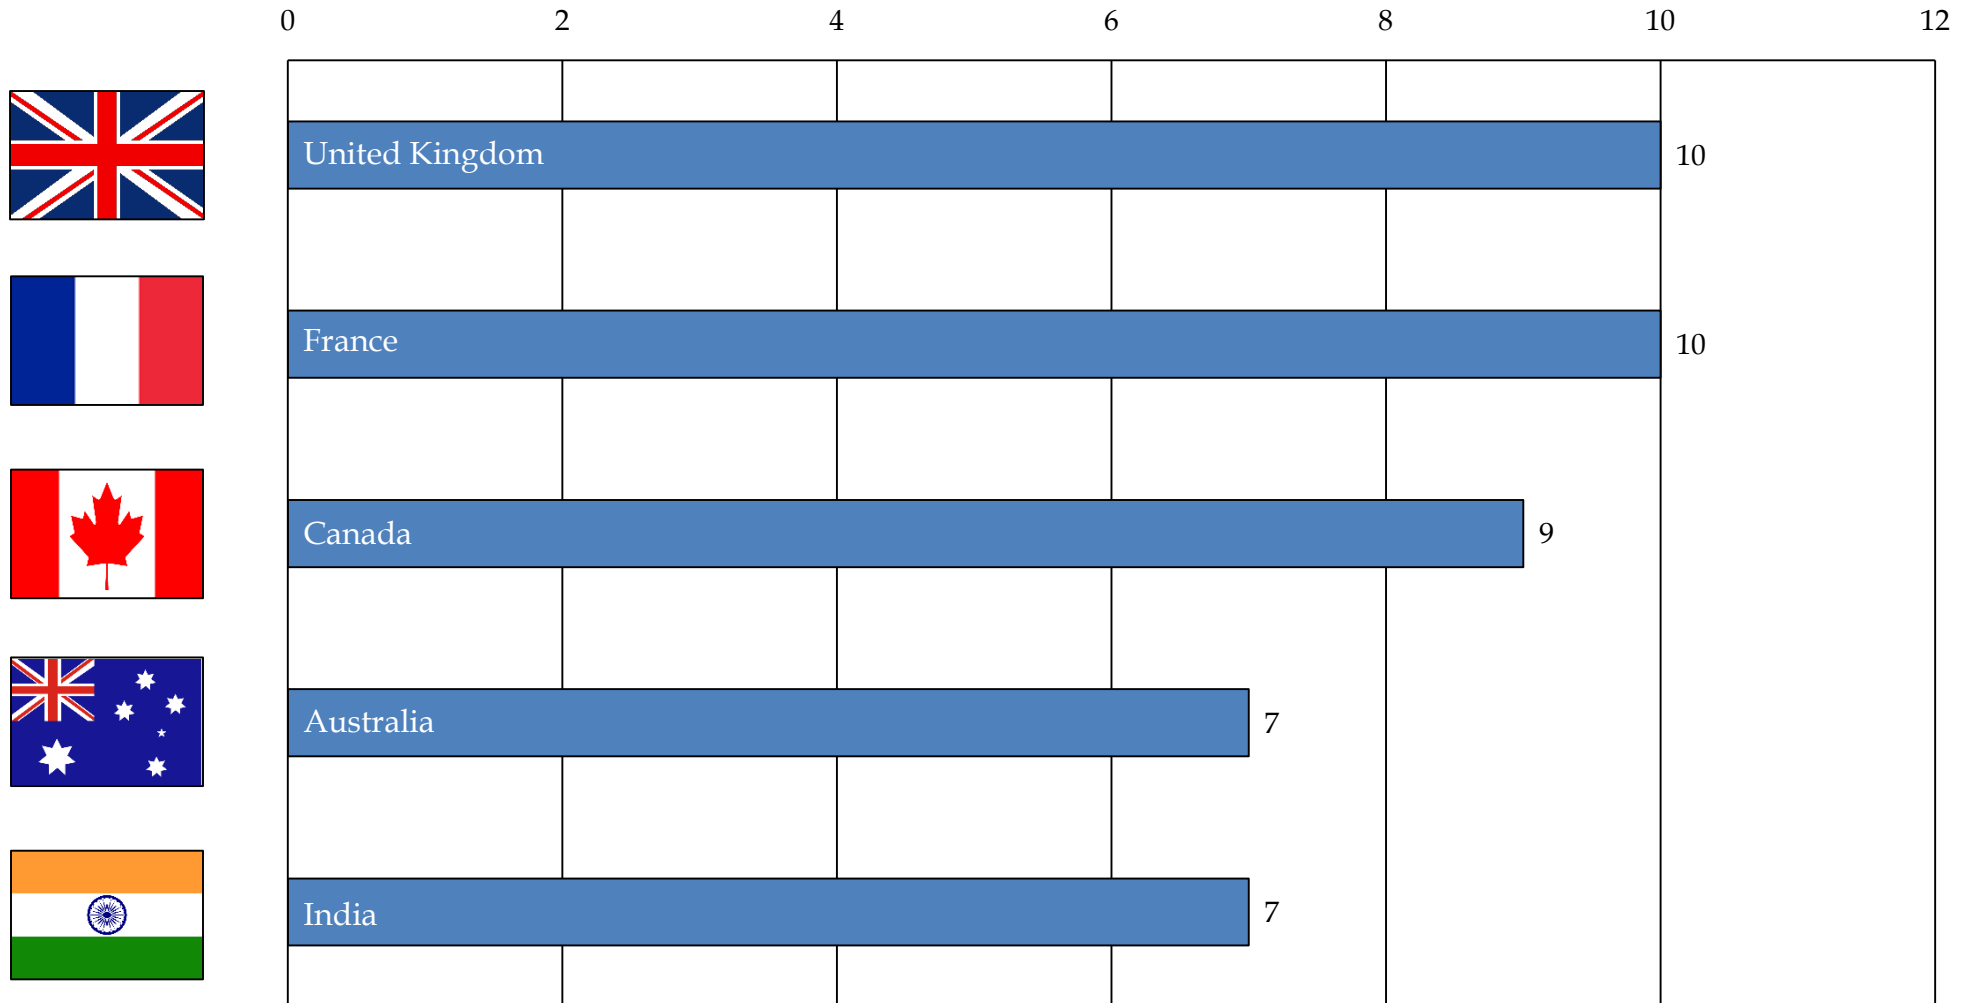 0 2 4 6 8 10 12
United Kingdom 10
France 10
Canada 9
Australia 7
India 7